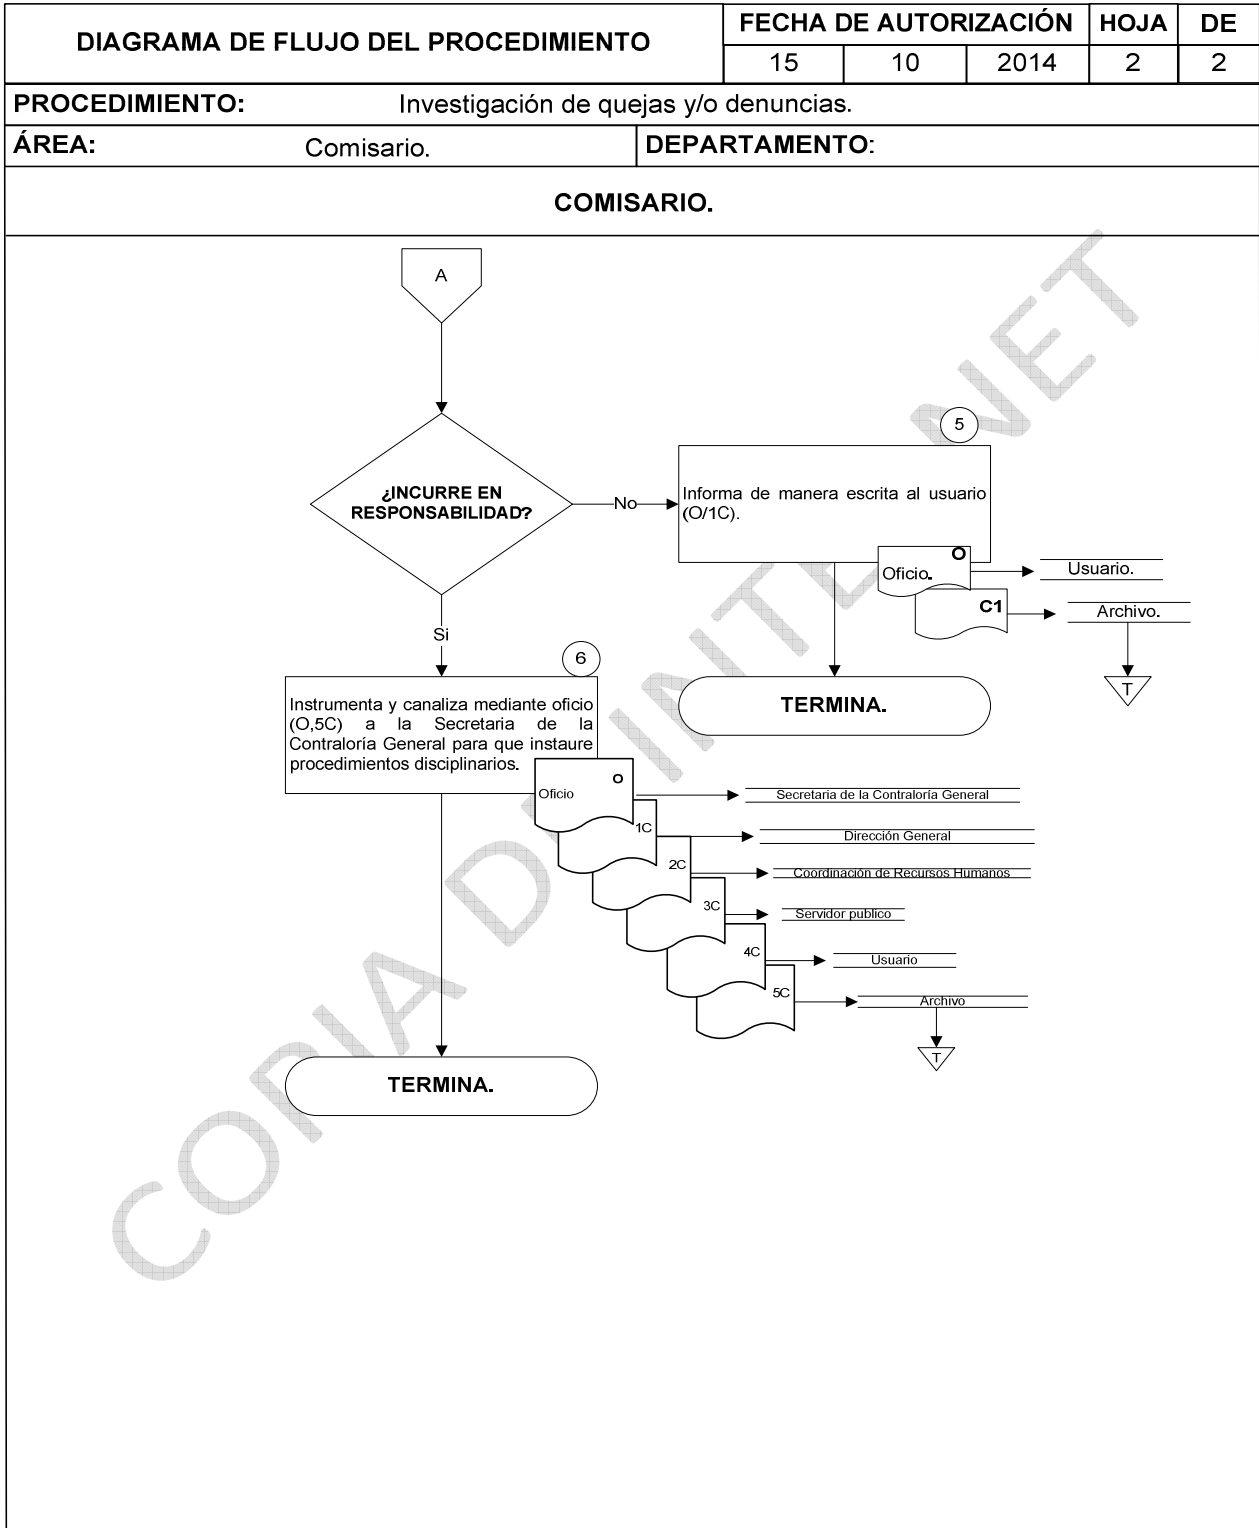 DIAGRAMA DE FLUJO DEL PROCEDIMIENTO
FECHA DE AUTORIZACIÓN HOJA DE
15 10 2014 2 2
PROCEDIMIENTO: Investigación de quejas y/o denuncias.
ÁREA: Comisario. DEPARTAMENTO:
COMISARIO.
A
¿INCURRE EN
RESPONSABILIDAD?
No
5
Informa de manera escrita al usuario
(O/1C).
O
Oficio.
Usuario.
C1
Archivo.
T
TERMINA.
Si
6
Instrumenta y canaliza mediante oficio
(O,5C) a la Secretaria de la
Contraloría General para que instaure
procedimientos disciplinarios.
O
Oficio
Secretaria de la Contraloría General
1C
Dirección General
2C
Coordinación de Recursos Humanos
3C
Servidor publico
4C
Usuario
5C
Archivo
T
TERMINA.
COPIA DE INTERNET